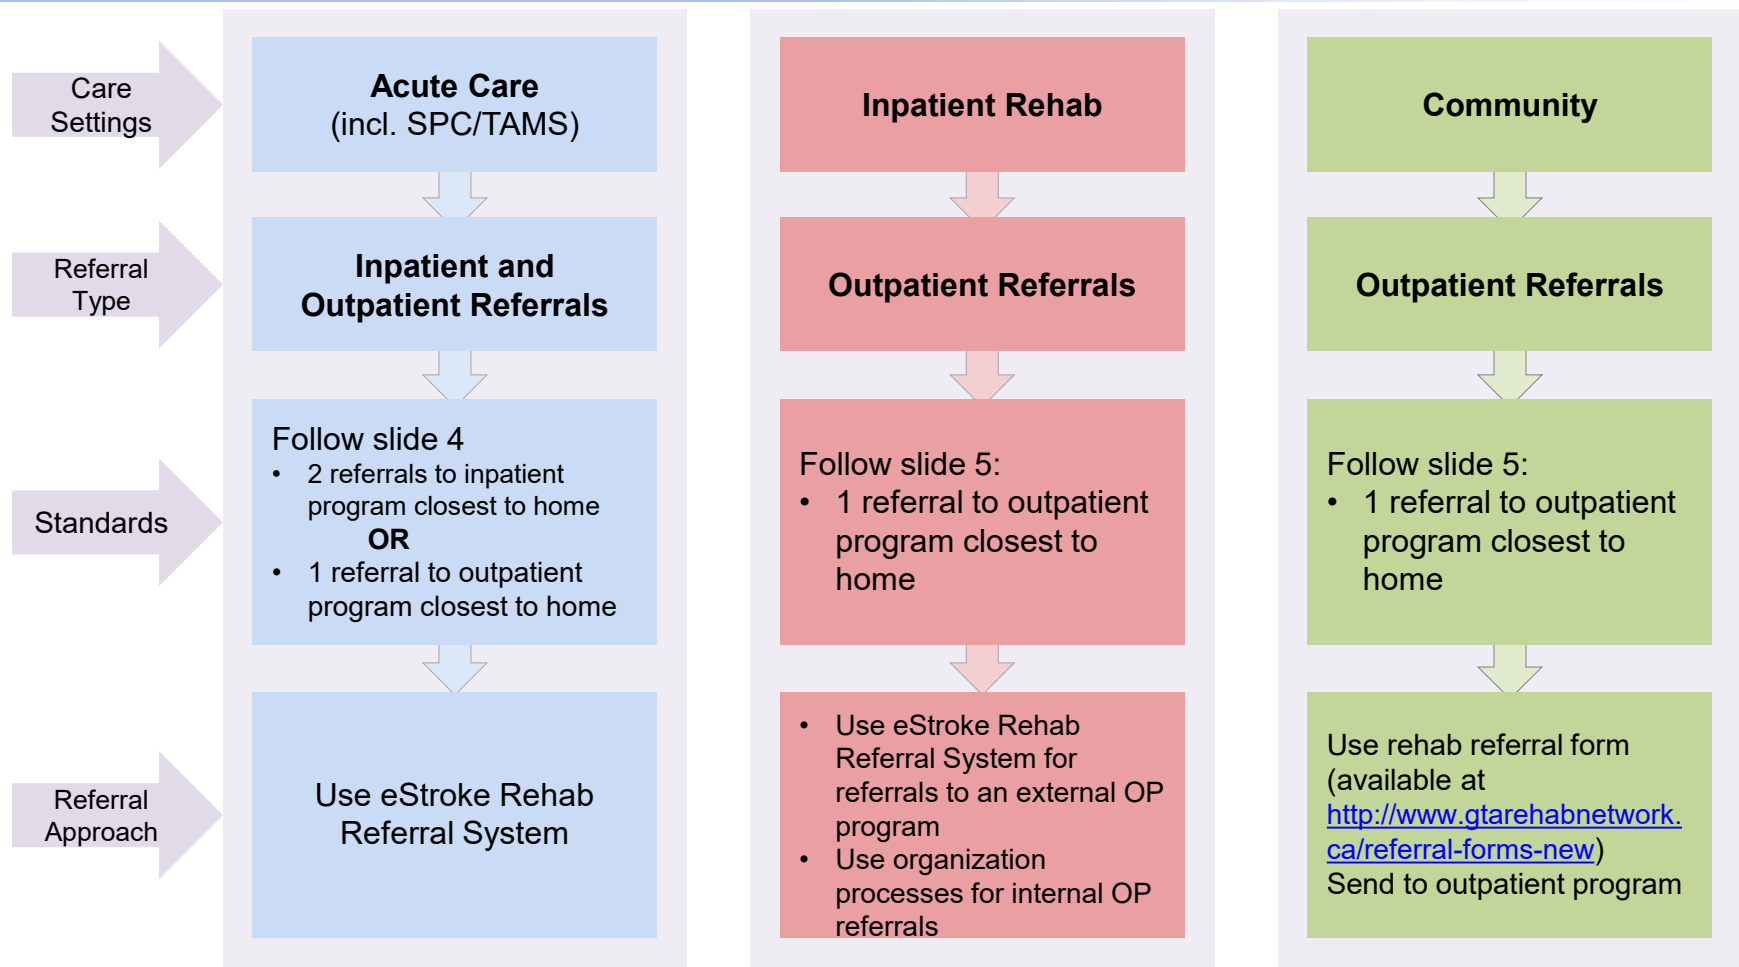 Care
Settings
Acute Care
(incl. SPC/TAMS)
Inpatient Rehab
Community
Referral
Type
Inpatient and
Outpatient Referrals
Outpatient Referrals
Outpatient Referrals
Standards
Follow slide 4
• 2 referrals to inpatient
program closest to home
OR
• 1 referral to outpatient
program closest to home
Follow slide 5:
• 1 referral to outpatient
program closest to
home
Follow slide 5:
• 1 referral to outpatient
program closest to
home
Referral
Approach
Use eStroke Rehab
Referral System
• Use eStroke Rehab
Referral System for
referrals to an external OP
program
• Use organization
processes for internal OP
referrals
Use rehab referral form
(available at
http://www.gtarehabnetwork.
ca/referral-forms-new)
Send to outpatient program